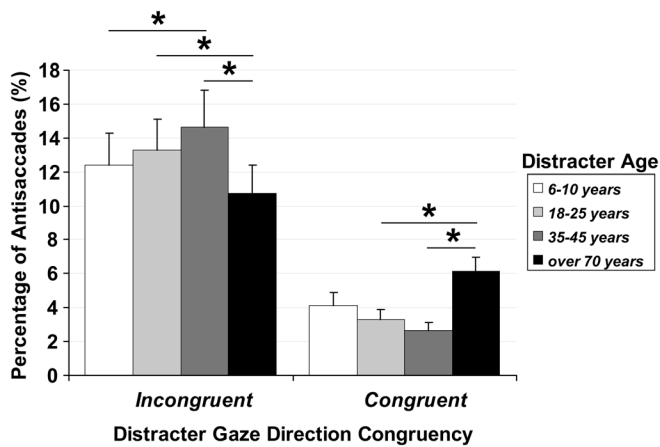 * * *
Percentage of Antisaccades (%)
18
16
14
12
10
8
6
4
2
0
* *
Incongruent Congruent
Distracter Gaze Direction Congruency
Distracter Age
6-10 years
18-25 years
35-45 years
over 70 years